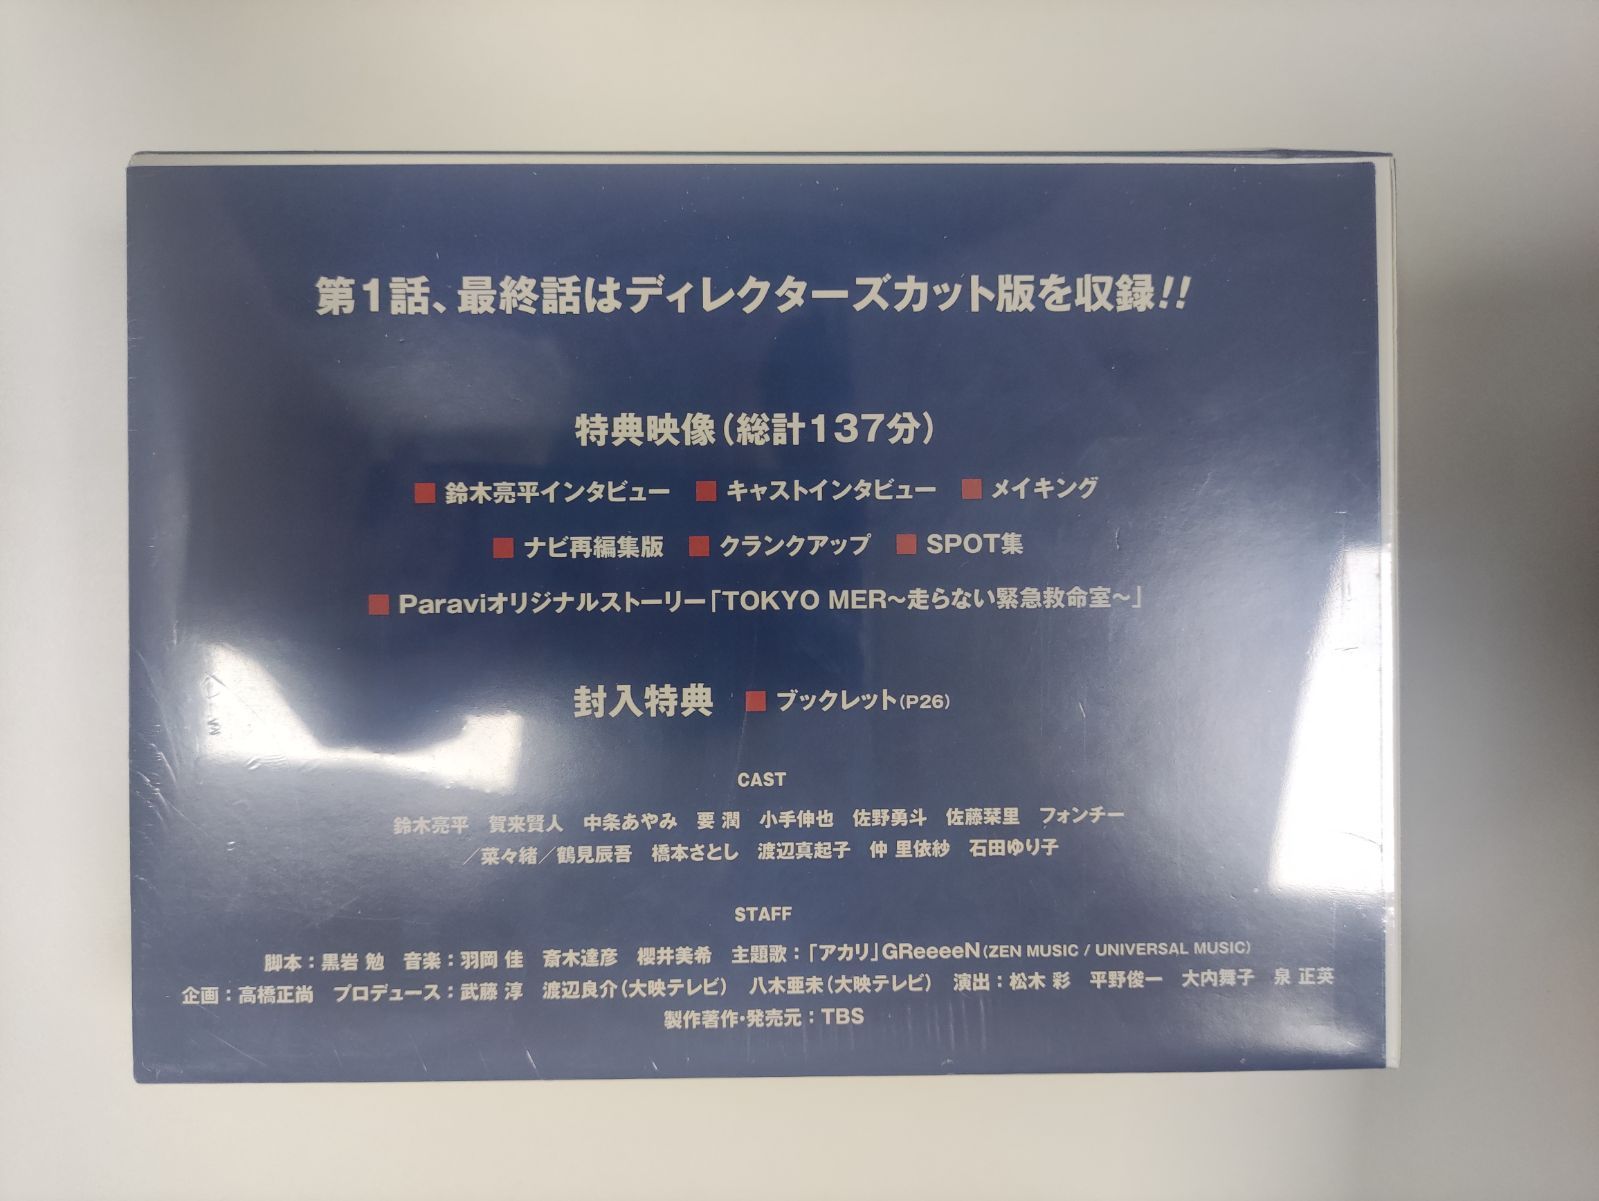 第1話、最終話はディレクターズカット版を収録!!
特典映像(総計137分)
■ 鈴木亮平インタビュー ■ キャストインタビュー ■ メイキング
■ ナビ再編集版 ■ クランクアップ ■ SPOT集
■ Paraviオリジナルストーリー「TOKYO MER～走らない緊急救命室～」
封入特典 ■ ブックレット(P26)
CAST
鈴木亮平 賀来賢人 中条あやみ 要 潤 小手伸也 佐野勇斗 佐藤栞里 フォンチー
／菜々緒／鶴見辰吾 橋本さとし 渡辺真起子 仲 里依紗 石田ゆり子
STAFF
脚本：黒岩 勉 音楽：羽岡 佳 斎木達彦 櫻井美希 主題歌：「アカリ」GReeeeN(ZEN MUSIC / UNIVERSAL MUSIC)
企画：高橋正尚 プロデュース：武藤 淳 渡辺良介(大映テレビ) 八木亜未(大映テレビ) 演出：松木 彩 平野俊一 大内舞子 泉 正英
製作著作・発売元：TBS